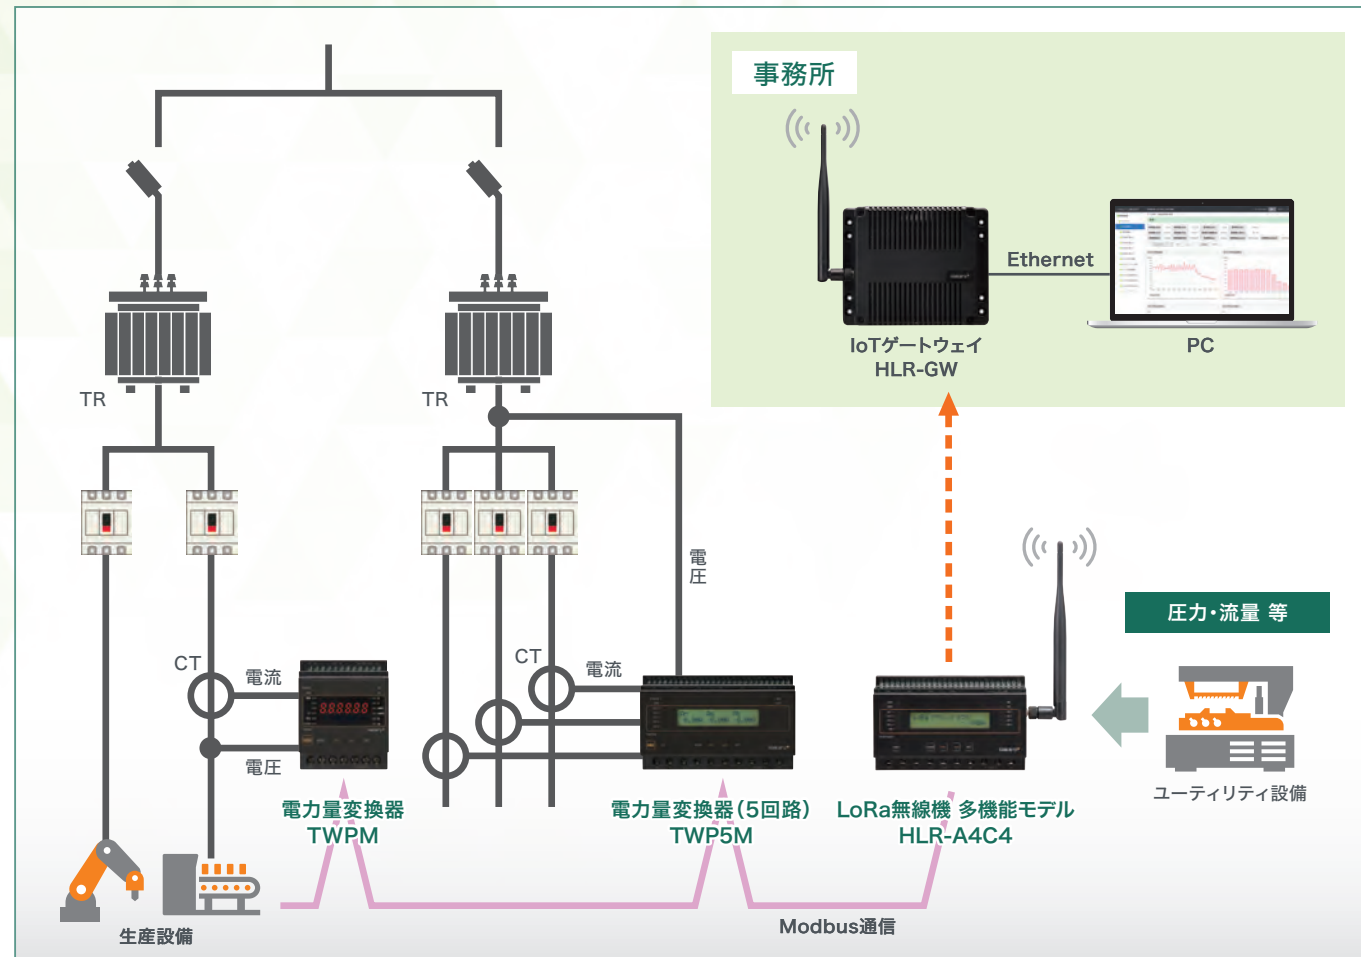 事務所
Ethernet
IoTゲートウェイ
HLR-GW
PC
TR
TR
電圧
圧力・流量 等
CT
電流
電圧
CT
電流
ユーティリティ設備
電力量変換器
TWPM
電力量変換器(5回路)
TWP5M
LoRa無線機 多機能モデル
HLR-A4C4
Modbus通信
生産設備